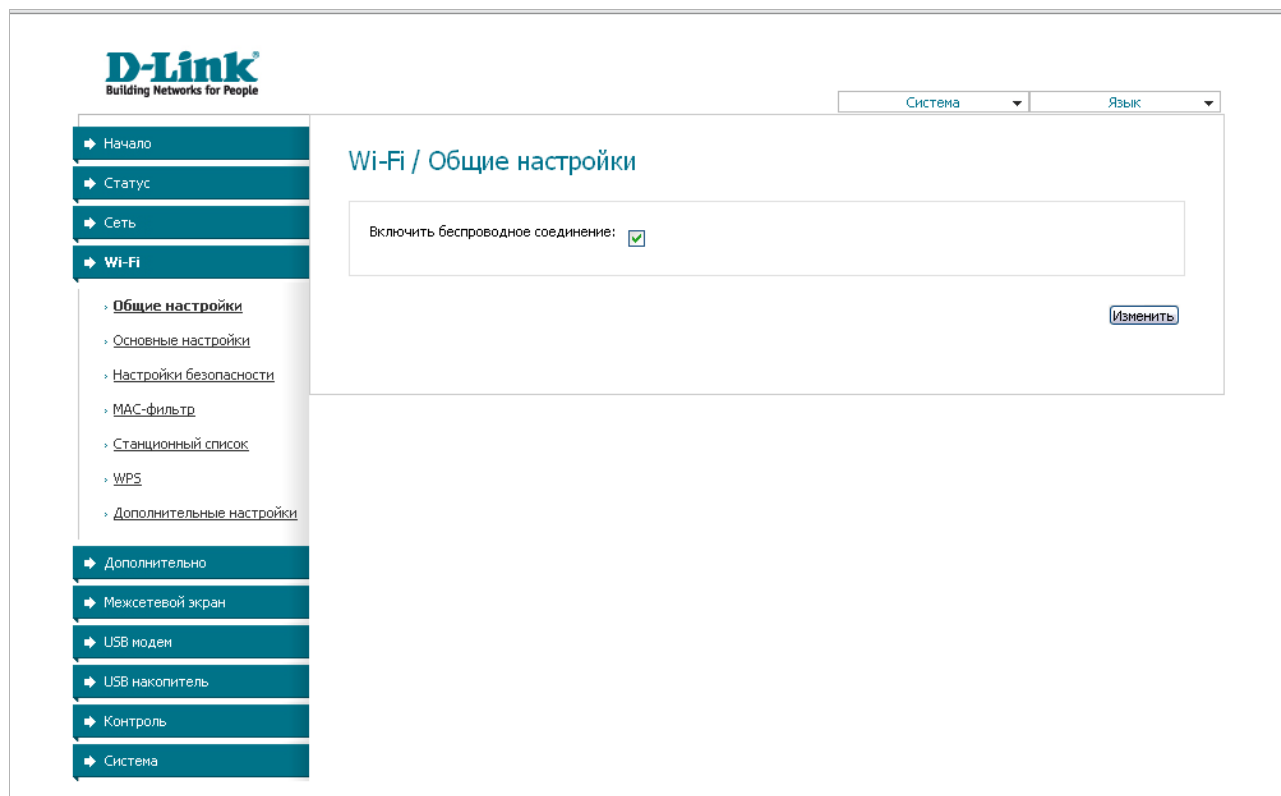 D-Link
Building Networks for People
Система
Язык
Начало
Статус
Сеть
Wi-Fi
Общие настройки
Основные настройки
Настройки безопасности
MAC-фильтр
Станционный список
WPS
Дополнительные настройки
Дополнительно
Межсетевой экран
USB модем
USB накопитель
Контроль
Система
Wi-Fi / Общие настройки
Включить беспроводное соединение:
Изменить